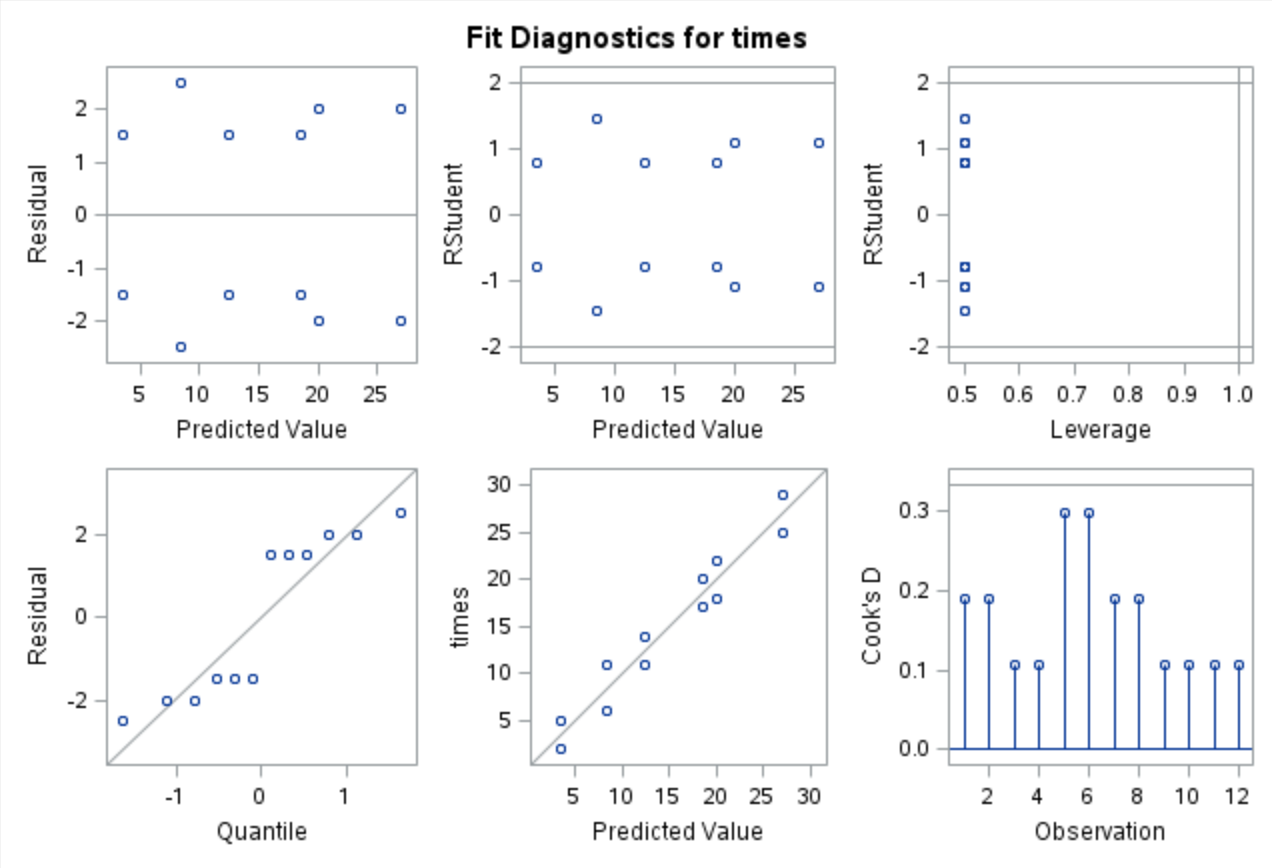 Fit Diagnostics for times
Residual
2
1
0
-1
-2
5 10 15 20 25
Predicted Value
RStudent
2
1
0
-1
-2
5 10 15 20 25
Predicted Value
RStudent
2
1
0
-1
-2
0.5 0.6 0.7 0.8 0.9 1.0
Leverage
Residual
2
0
-2
-1 0 1
Quantile
times
30
25
20
15
10
5
5 10 15 20 25 30
Predicted Value
Cook's D
0.3
0.2
0.1
0.0
2 4 6 8 10 12
Observation